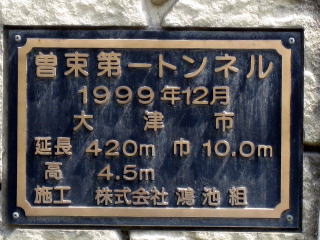 曽束第一トンネル
1999年12月
大津市
延長 420m 巾 10.0m
高 4.5m
施工 株式会社 鴻池組